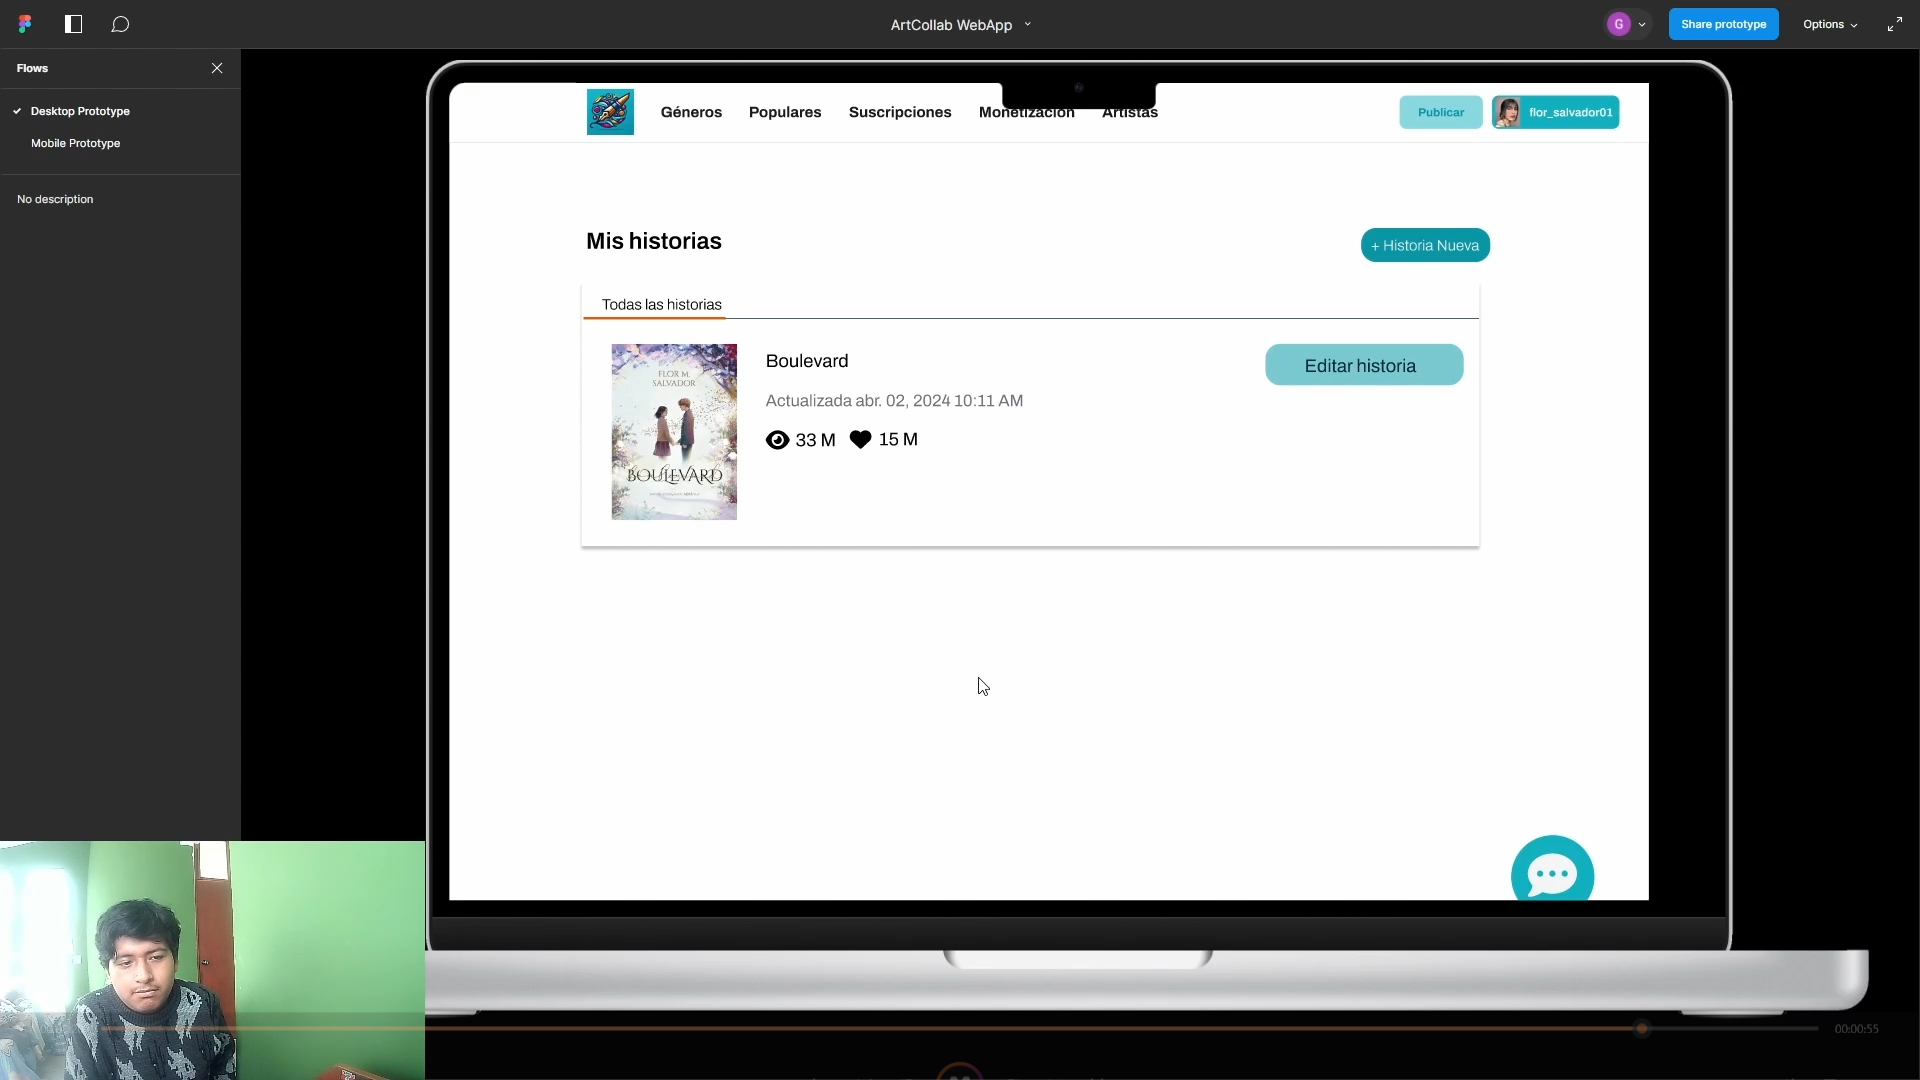 ArtCollab WebApp
G
Share prototype
Options
Flows
Desktop Prototype
Mobile Prototype
No description
Géneros Populares Suscripciones Monetización Artistas
Publicar
flor_salvador01
Mis historias
+ Historia Nueva
Todas las historias
FLOR M.
SALVADOR
BOULEVARD
Boulevard
Editar historia
Actualizada abr. 02, 2024 10:11 AM
33 M 15 M
00:00:55